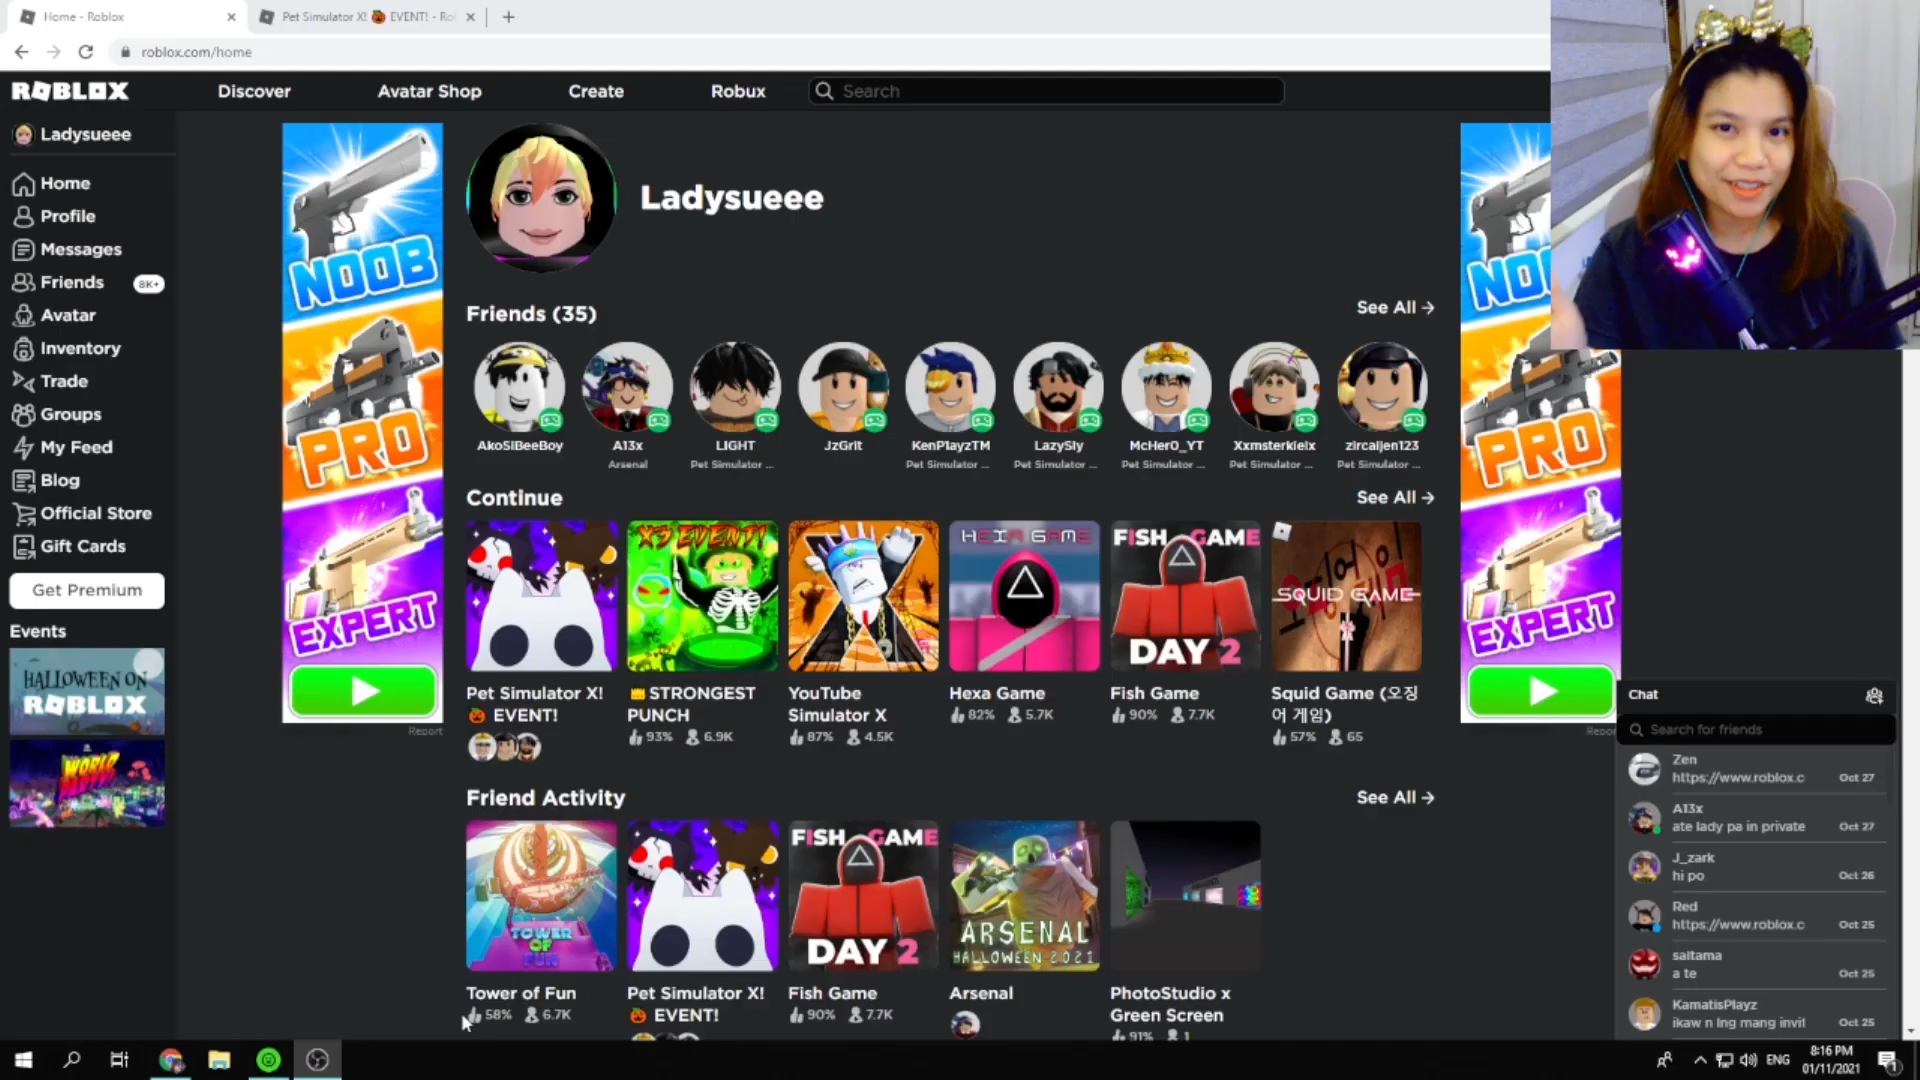 Home - Roblox
Pet Simulator X! 🎃 EVENT! - Rol
roblox.com/home
ROBLOX
Discover
Avatar Shop
Create
Robux
Search
Ladysueee
Home
Profile
Messages
Friends
8K+
Avatar
Inventory
Trade
Groups
My Feed
Blog
Official Store
Gift Cards
Get Premium
Events
HALLOWEEN ON
ROBLOX
WORLD
NOOB
PRO
EXPERT
Report
Ladysueee
Friends (35)
See All →
AkoSiBeeBoy
A13x
Arsenal
LIGHT
Pet Simulator ...
JzGrit
KenPlayzTM
Pet Simulator ...
LazySly
Pet Simulator ...
McHer0_YT
Pet Simulator ...
Xxmsterkieix
Pet Simulator ...
zircaijen123
Pet Simulator ...
Continue
See All →
X3 EVENT!
HEXA GAME
FISH GAME
DAY 2
SQUID GAME
Pet Simulator X!
🎃 EVENT!
👑 STRONGEST
PUNCH
93% 6.9K
YouTube
Simulator X
87% 4.5K
Hexa Game
82% 5.7K
Fish Game
90% 7.7K
Squid Game (오징
어 게임)
57% 65
Friend Activity
See All →
TOWER
OF
FUN
FISH GAME
DAY 2
ARSENAL
HALLOWEEN 2021
Tower of Fun
58% 6.7K
Pet Simulator X!
🎃 EVENT!
Fish Game
90% 7.7K
Arsenal
PhotoStudio x
Green Screen
91% 1
PRO
EXPERT
Chat
Search for friends
Zen
https://www.roblox.c
Oct 27
A13x
ate lady pa in private
Oct 27
J_zark
hi po
Oct 26
Red
https://www.roblox.c
Oct 25
saitama
a te
Oct 25
KamatisPlayz
ikaw n lng mang invit
Oct 25
ENG
8:16 PM
01/11/2021
1